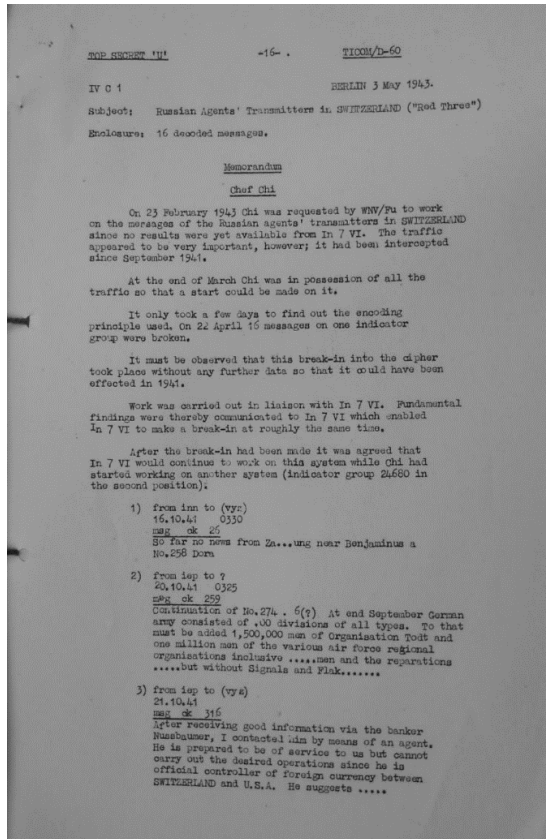 TOP SECRET 'U' -16- . TICOM/D-60
IV C 1 BERLIN 3 May 1943.
Subject: Russian Agents' Transmitters in SWITZERLAND ("Red Three")
Enclosure: 16 decoded messages.
Memorandum
Chef Chi
On 23 February 1943 Chi was requested by WNV/Fu to work
on the messages of the Russian agents' transmitters in SWITZERLAND
since no results were yet available from In 7 VI. The traffic
appeared to be very important, however; it had been intercepted
since September 1941.
At the end of March Chi was in possession of all the
traffic so that a start could be made on it.
It only took a few days to find out the encoding
principle used. On 22 April 16 messages on one indicator
group were broken.
It must be observed that this break-in into the cipher
took place without any further data so that it could have been
effected in 1941.
Work was carried out in liaison with In 7 VI. Fundamental
findings were thereby communicated to In 7 VI which enabled
In 7 VI to make a break-in at roughly the same time.
After the break-in had been made it was agreed that
In 7 VI would continue to work on this system while Chi had
started working on another system (indicator group 24680 in
the second position):
1) from inn to (vyr)
16.10.41 0330
msg ck 26
So far no news from Za...ung near Benjaminus a
No.258 Dora
2) from iep to ?
20.10.41 0325
msg ck 259
Continuation of No.274 . 6(?) At end September German
army consisted of .00 divisions of all types. To that
must be added 1,500,000 men of Organisation Todt and
one million men of the various air force regional
organisations inclusive .....men and the reparations
.....but without Signals and Flak.......
3) from iep to
21.10.41
msg ck 316
After receiving good information via the banker
Nussbaumer, I contacted him by means of an agent.
He is prepared to be of service to us but cannot
carry out the desired operations since he is
official controller of foreign currency between
SWITZERLAND and U.S.A. He suggests .....